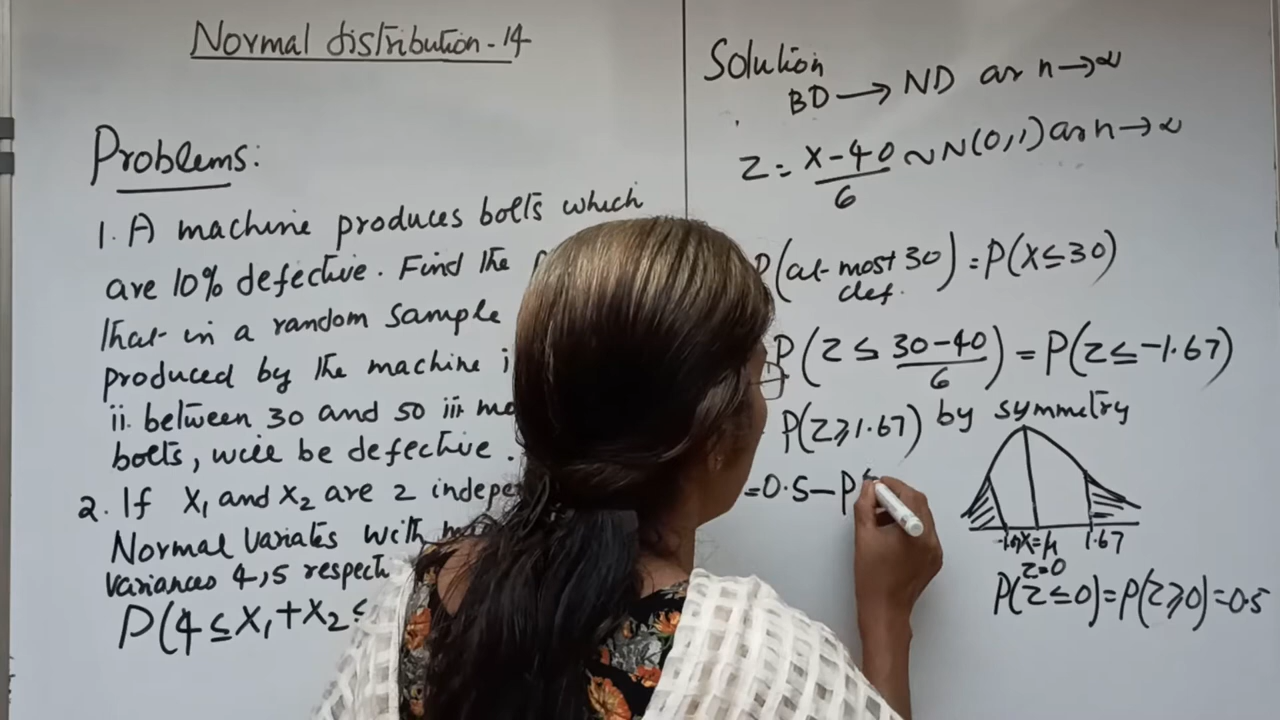 Normal distribution-14
Problems:
1. A machine produces bolts which
are 10% defective. Find the
that in a random sample
produced by the machine
ii. between 30 and 50 iii.
bolts, will be defective.
2. If X₁ and X₂ are 2
Normal Variates with
variances 4,5
P(4≤X₁+X₂≤
Solution
BD → ND as n→∞
Z = X-40/6 ~ N(0,1) as n→∞
P(at-most 30 def.) = P(X≤30)
P(Z ≤ 30-40/6) = P(Z≤-1.67)
P(Z≥1.67) by symmetry
=0.5-P
X=μ 1.67
Z=0
P(Z≤0)=P(Z≥0)=0.5